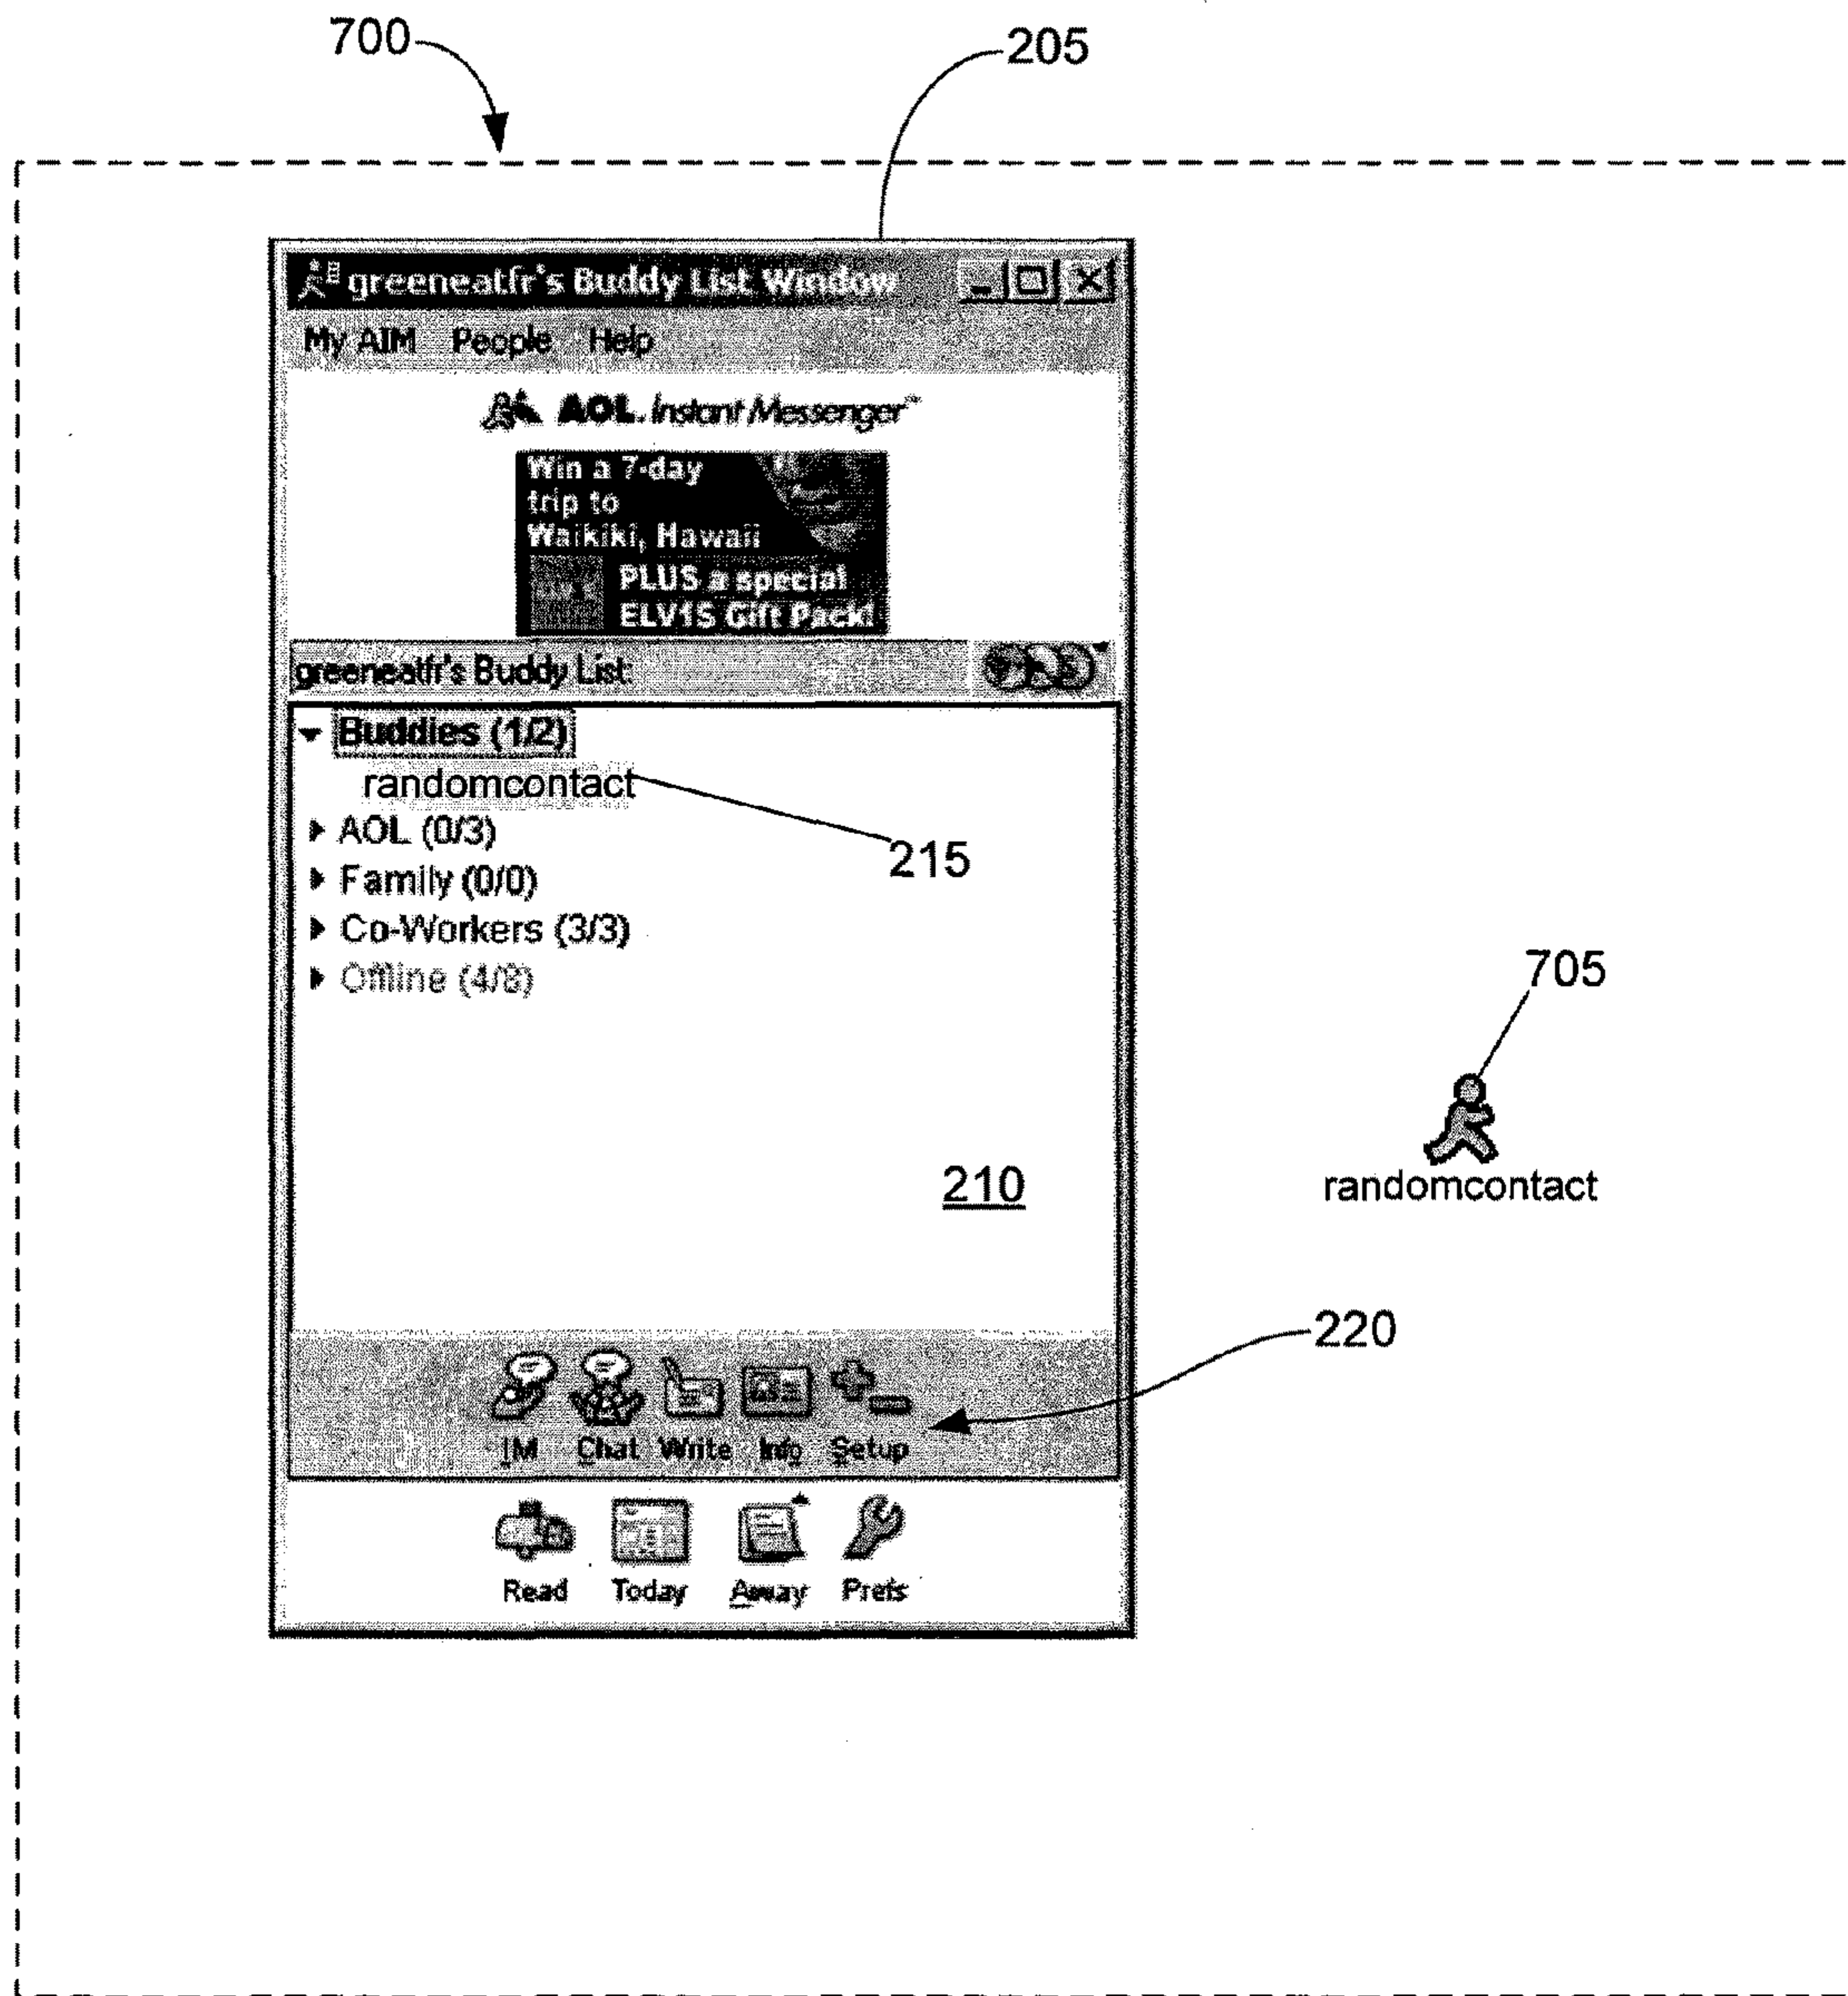 700
205
greeneatfr's Buddy List Window
My AIM People Help
AOL Instant Messenger™
Win a 7-day
trip to
Waikiki, Hawaii
PLUS a special
ELV1S Gift Pack!
greeneatfr's Buddy List:
Buddies (1/2)
randomcontact
AOL (0/3)
215
Family (0/0)
Co-Workers (3/3)
Offline (4/8)
705
210
randomcontact
220
IM Chat Write Info Setup
Read Today Away Prefs